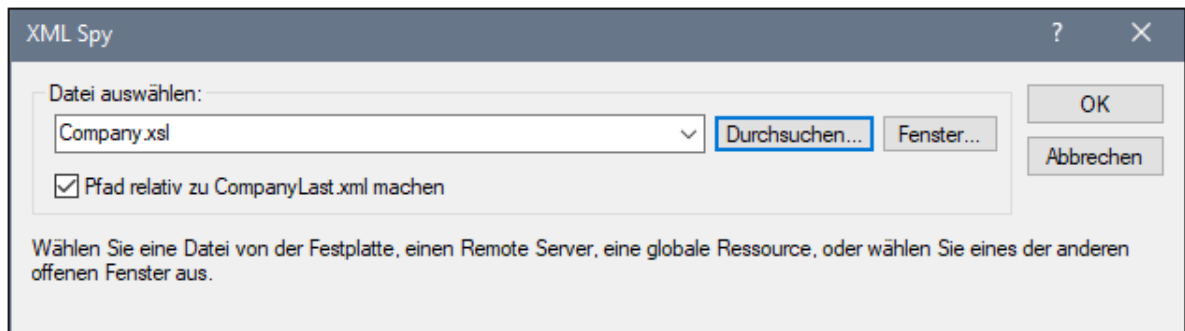 XML Spy
Datei auswählen:
Company.xsl
Durchsuchen...
Fenster...
OK
Abbrechen
Pfad relativ zu CompanyLast.xml machen
Wählen Sie eine Datei von der Festplatte, einen Remote Server, eine globale Ressource, oder wählen Sie eines der anderen
offenen Fenster aus.